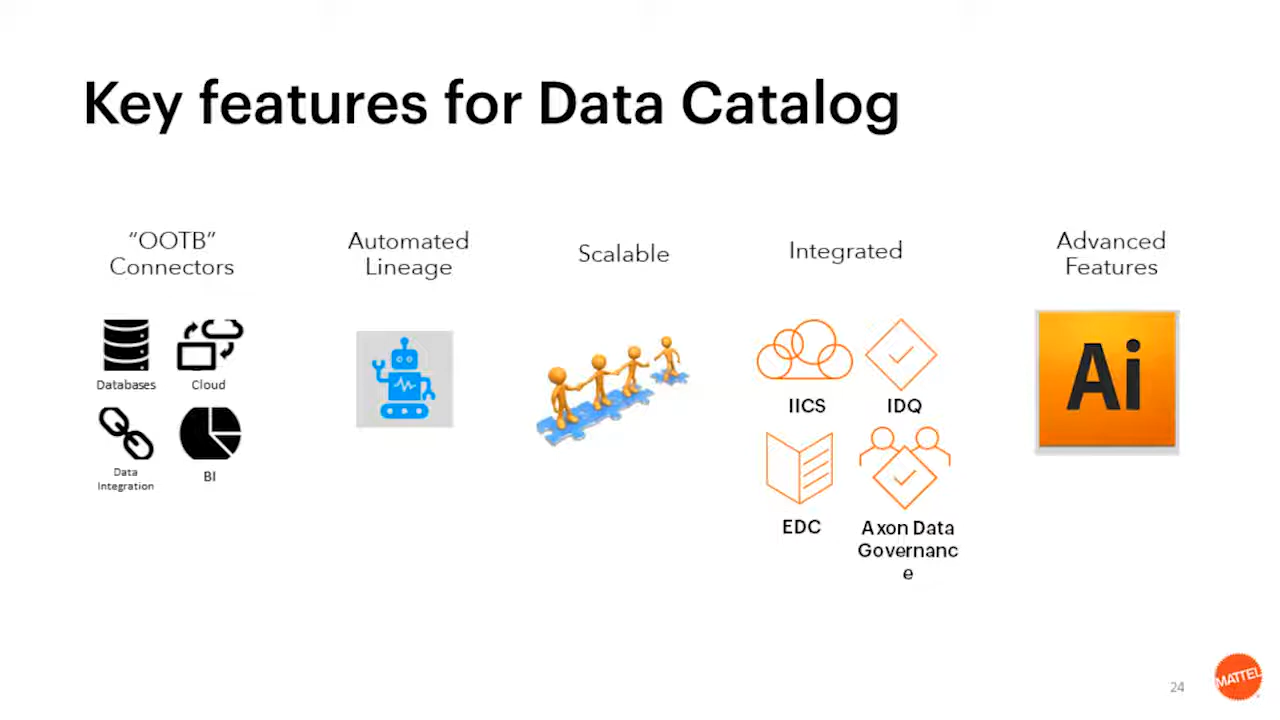 Key features for Data Catalog
“OOTB”
Connectors
Databases
Cloud
Data
Integration
BI
Automated
Lineage
Scalable
Integrated
IICS
IDQ
EDC
Axon Data
Governanc
e
Advanced
Features
Ai
24
MATTEL